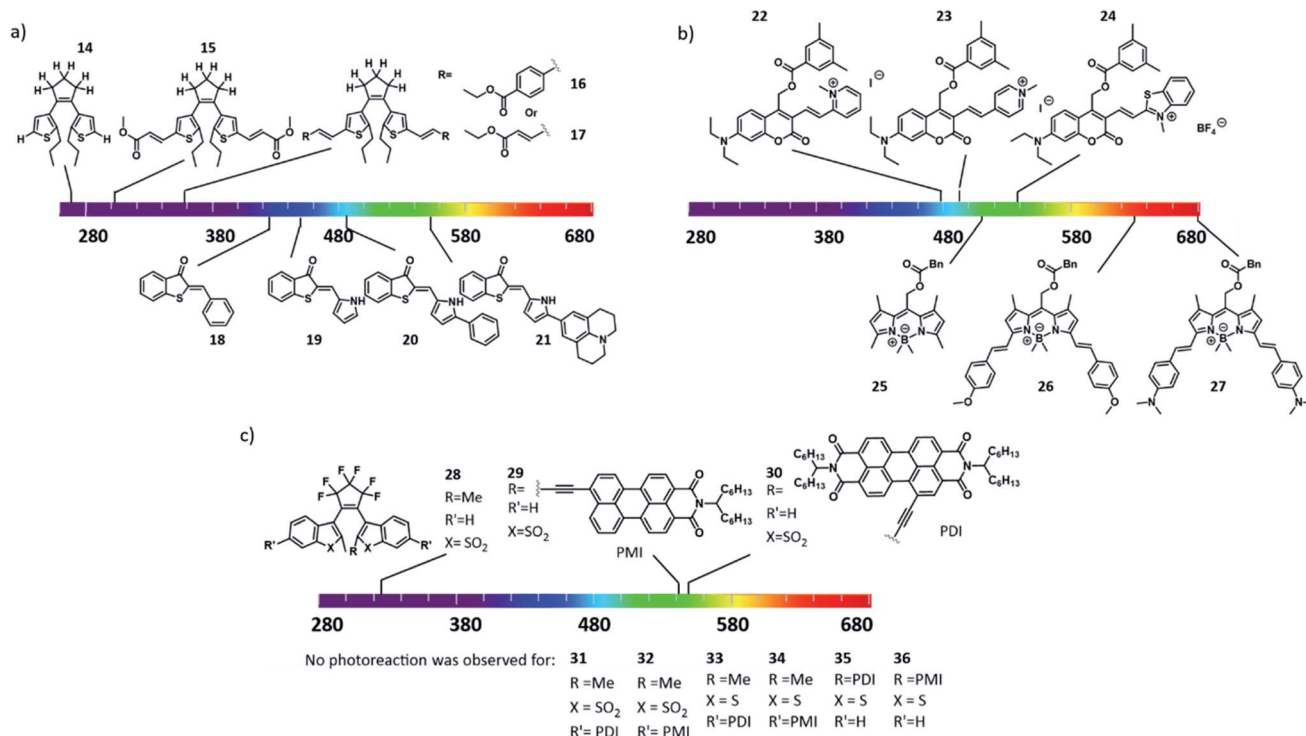 a)
14
15
R=
16
Or
17
280
380
480
580
680
18
19
20
21
b)
22
23
24
I⊖
I⊖
BF4⊖
280
380
480
580
680
25
26
27
c)
28
R=Me
R'=H
X= SO2
29
R=
R'=H
X=SO2
PMI
30
R=
R'=H
X=SO2
PDI
280
380
480
580
680
No photoreaction was observed for:
31
R =Me
X = SO2
R'= PDI
32
R =Me
X = SO2
R'= PMI
33
R =Me
X = S
R'=PDI
34
R =Me
X = S
R'=PMI
35
R=PDI
X = S
R'=H
36
R =PMI
X = S
R'=H